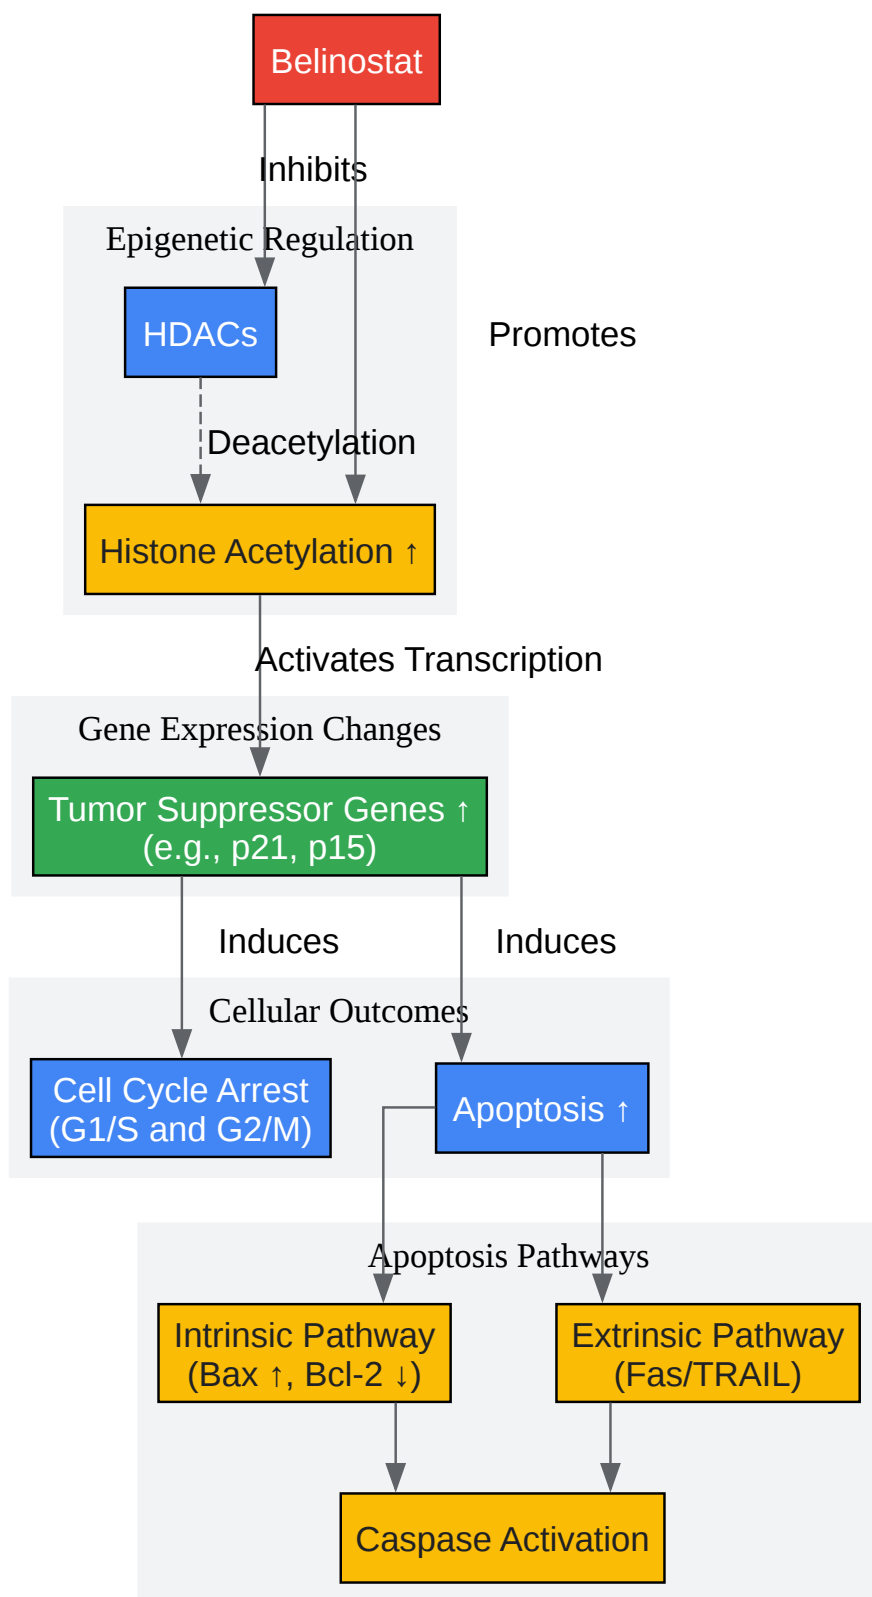 Belinostat
Inhibits
Epigenetic Regulation
HDACs
Promotes
Deacetylation
Histone Acetylation ↑
Activates Transcription
Gene Expression Changes
Tumor Suppressor Genes ↑
(e.g., p21, p15)
Induces
Induces
Cellular Outcomes
Cell Cycle Arrest
(G1/S and G2/M)
Apoptosis ↑
Apoptosis Pathways
Intrinsic Pathway
(Bax ↑, Bcl-2 ↓)
Extrinsic Pathway
(Fas/TRAIL)
Caspase Activation